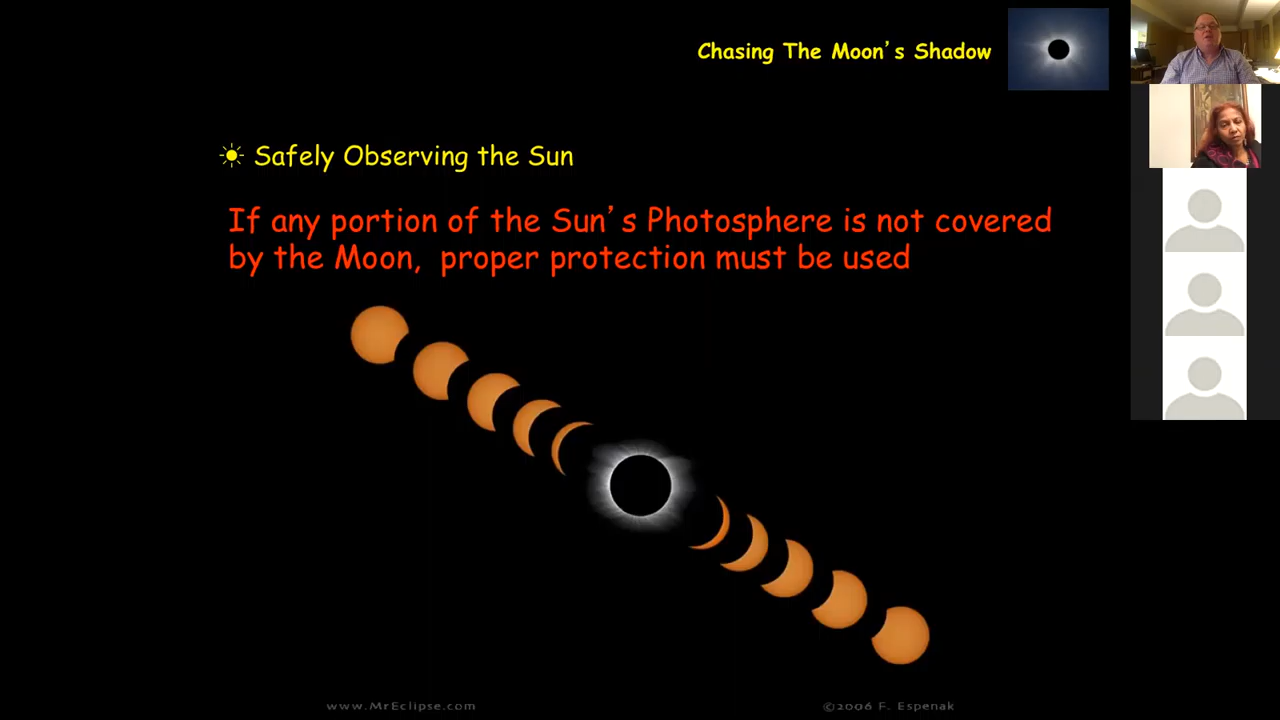 Chasing The Moon's Shadow
Safely Observing the Sun
If any portion of the Sun's Photosphere is not covered
by the Moon, proper protection must be used
www.MrEclipse.com
©2006 F. Espenak